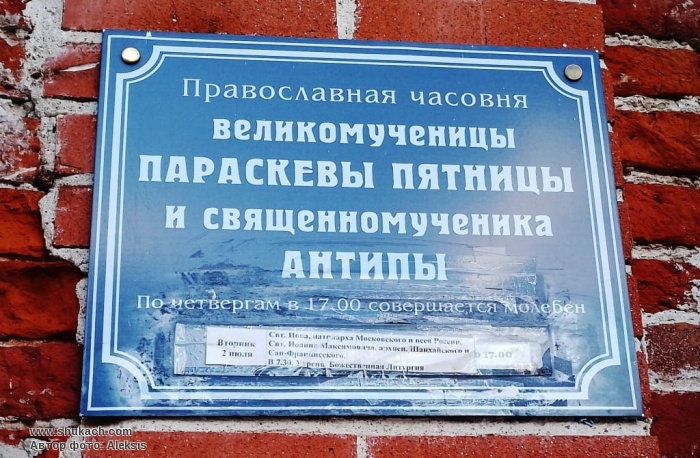 Православная часовня
ВЕЛИКОМУЧЕНИЦЫ
ПАРАСКЕВЫ ПЯТНИЦЫ
И СВЯЩЕННОМУЧЕНИКА
АНТИПЫ
По четвергам в 17.00 совершается Молебен
Вторник
2 июля
Свт. Иова, патриарха Московского и всея России.
Свт. Иоанна Максимовича, архиеп. Шанхайского и
Сан-Францисского.
В 7.30. Утреня. Божественная Литургия
17.00
www.shukach.com
Автор фото: Aleksis